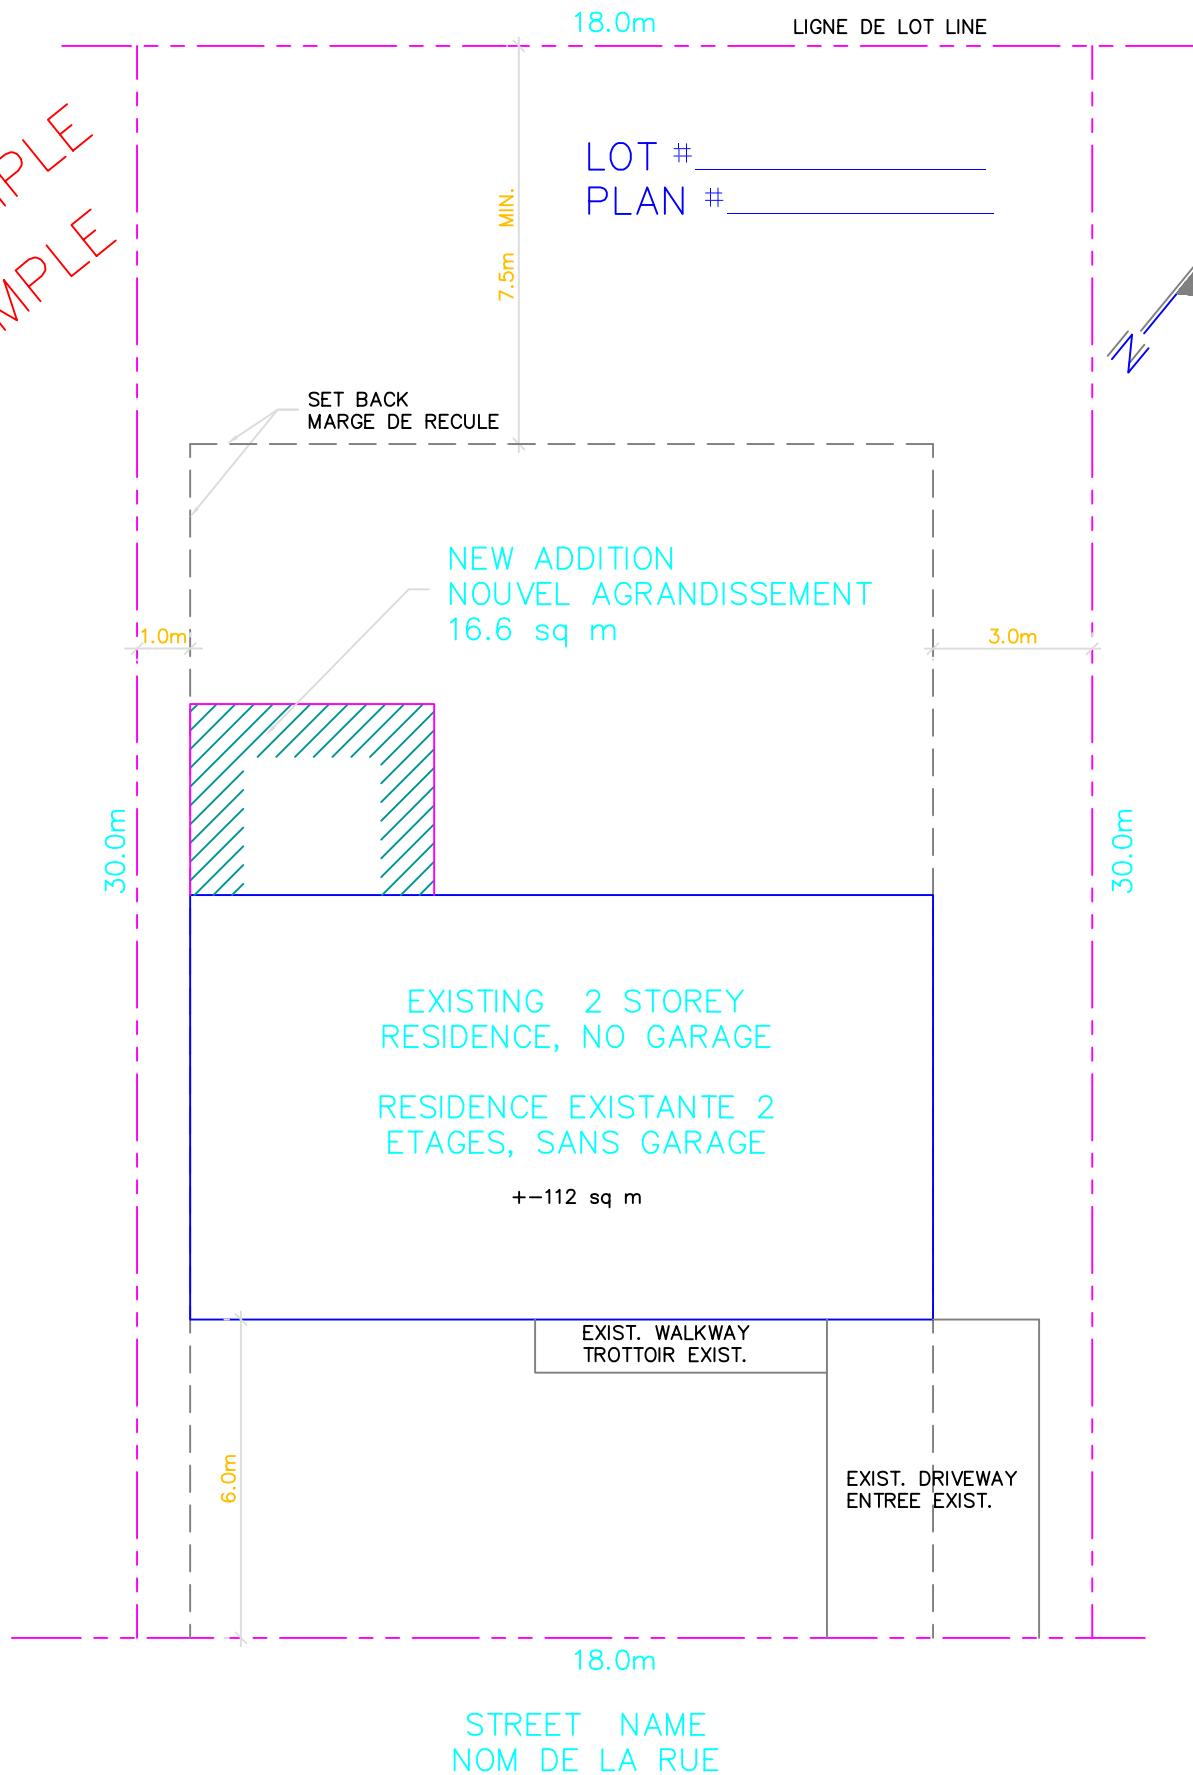 18.0m
LIGNE DE LOT LINE
MPLE
LOT #
PLAN #
7.5m MIN.
N
SET BACK
MARGE DE RECULE
NEW ADDITION
NOUVEL AGRANDISSEMENT
16.6 sq m
1.0m
3.0m
30.0m
30.0m
EXISTING 2 STOREY
RESIDENCE, NO GARAGE
RESIDENCE EXISTANTE 2
ETAGES, SANS GARAGE
+-112 sq m
EXIST. WALKWAY
TROTTOIR EXIST.
6.0m
EXIST. DRIVEWAY
ENTREE EXIST.
18.0m
STREET NAME
NOM DE LA RUE